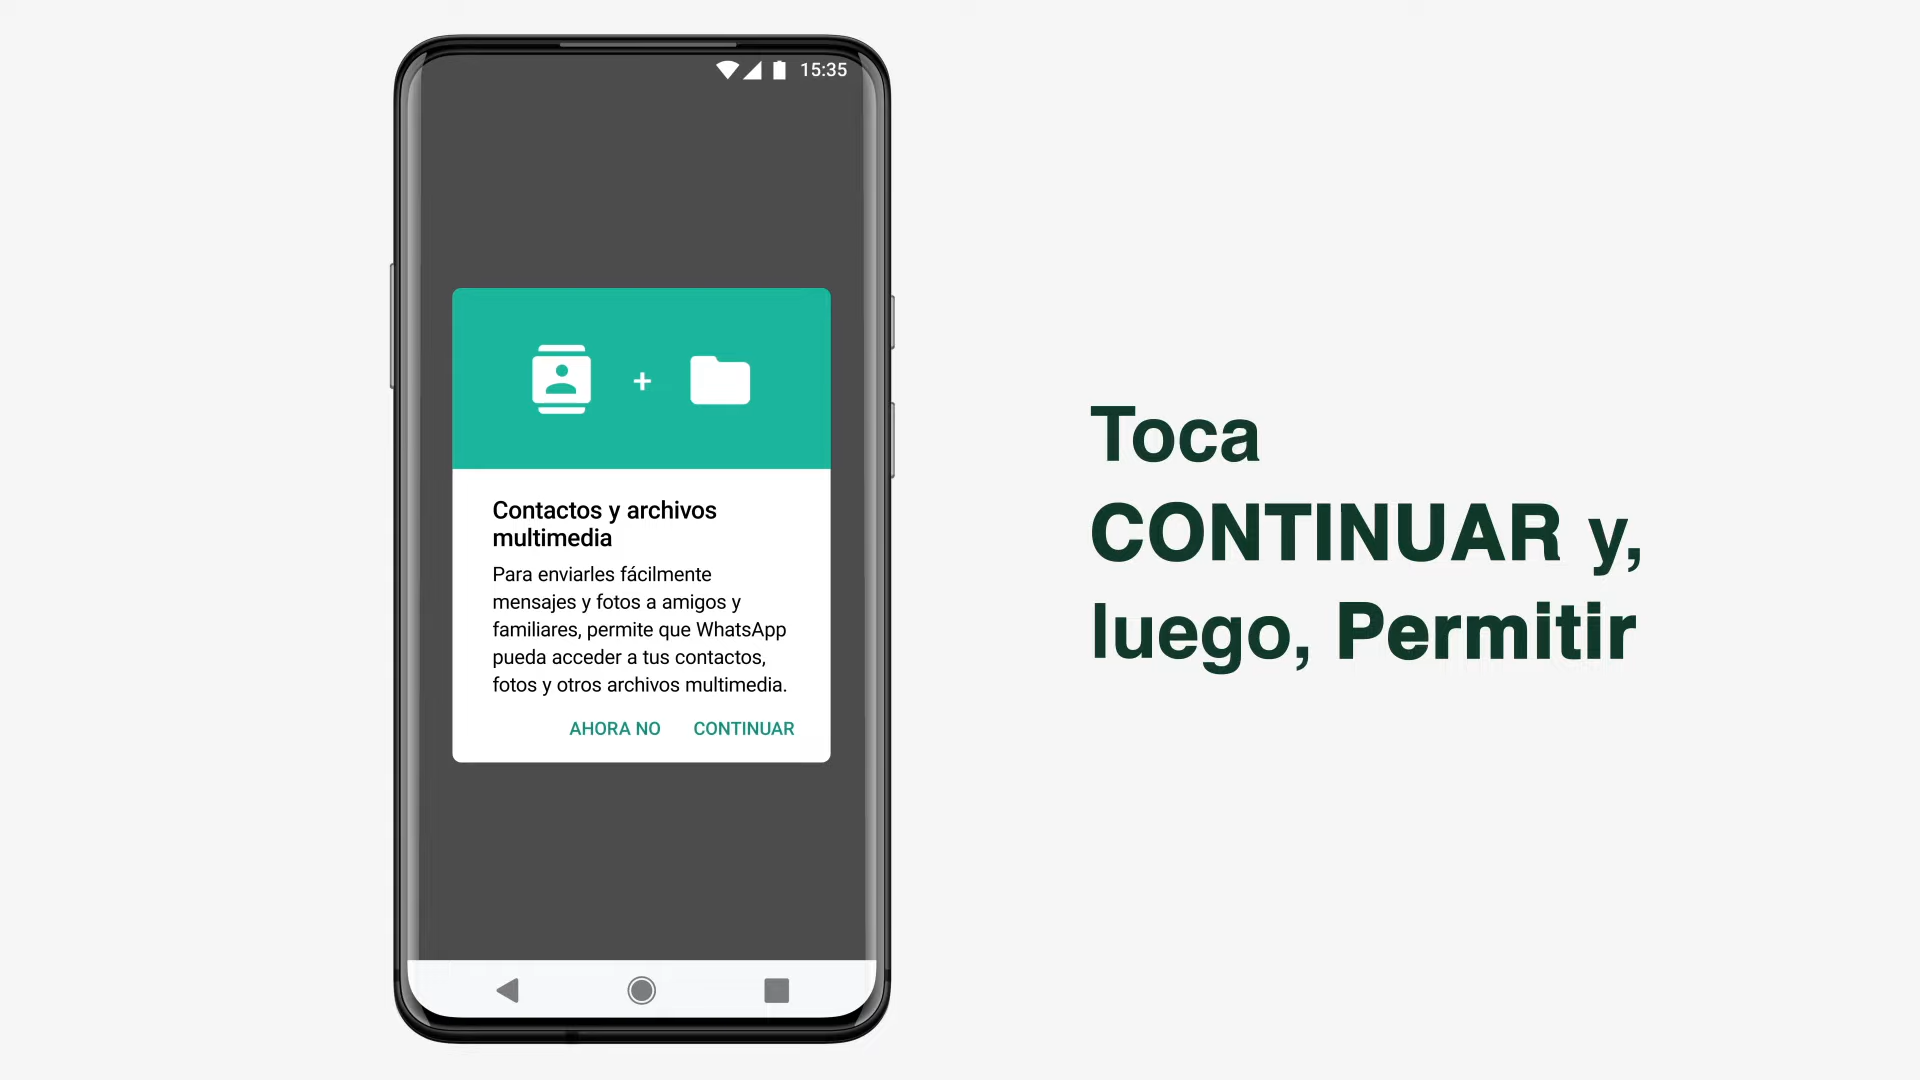 15:35
Contactos y archivos
multimedia
Para enviarles fácilmente
mensajes y fotos a amigos y
familiares, permite que WhatsApp
pueda acceder a tus contactos,
fotos y otros archivos multimedia.
AHORA NO CONTINUAR
Toca
CONTINUAR y,
luego, Permitir